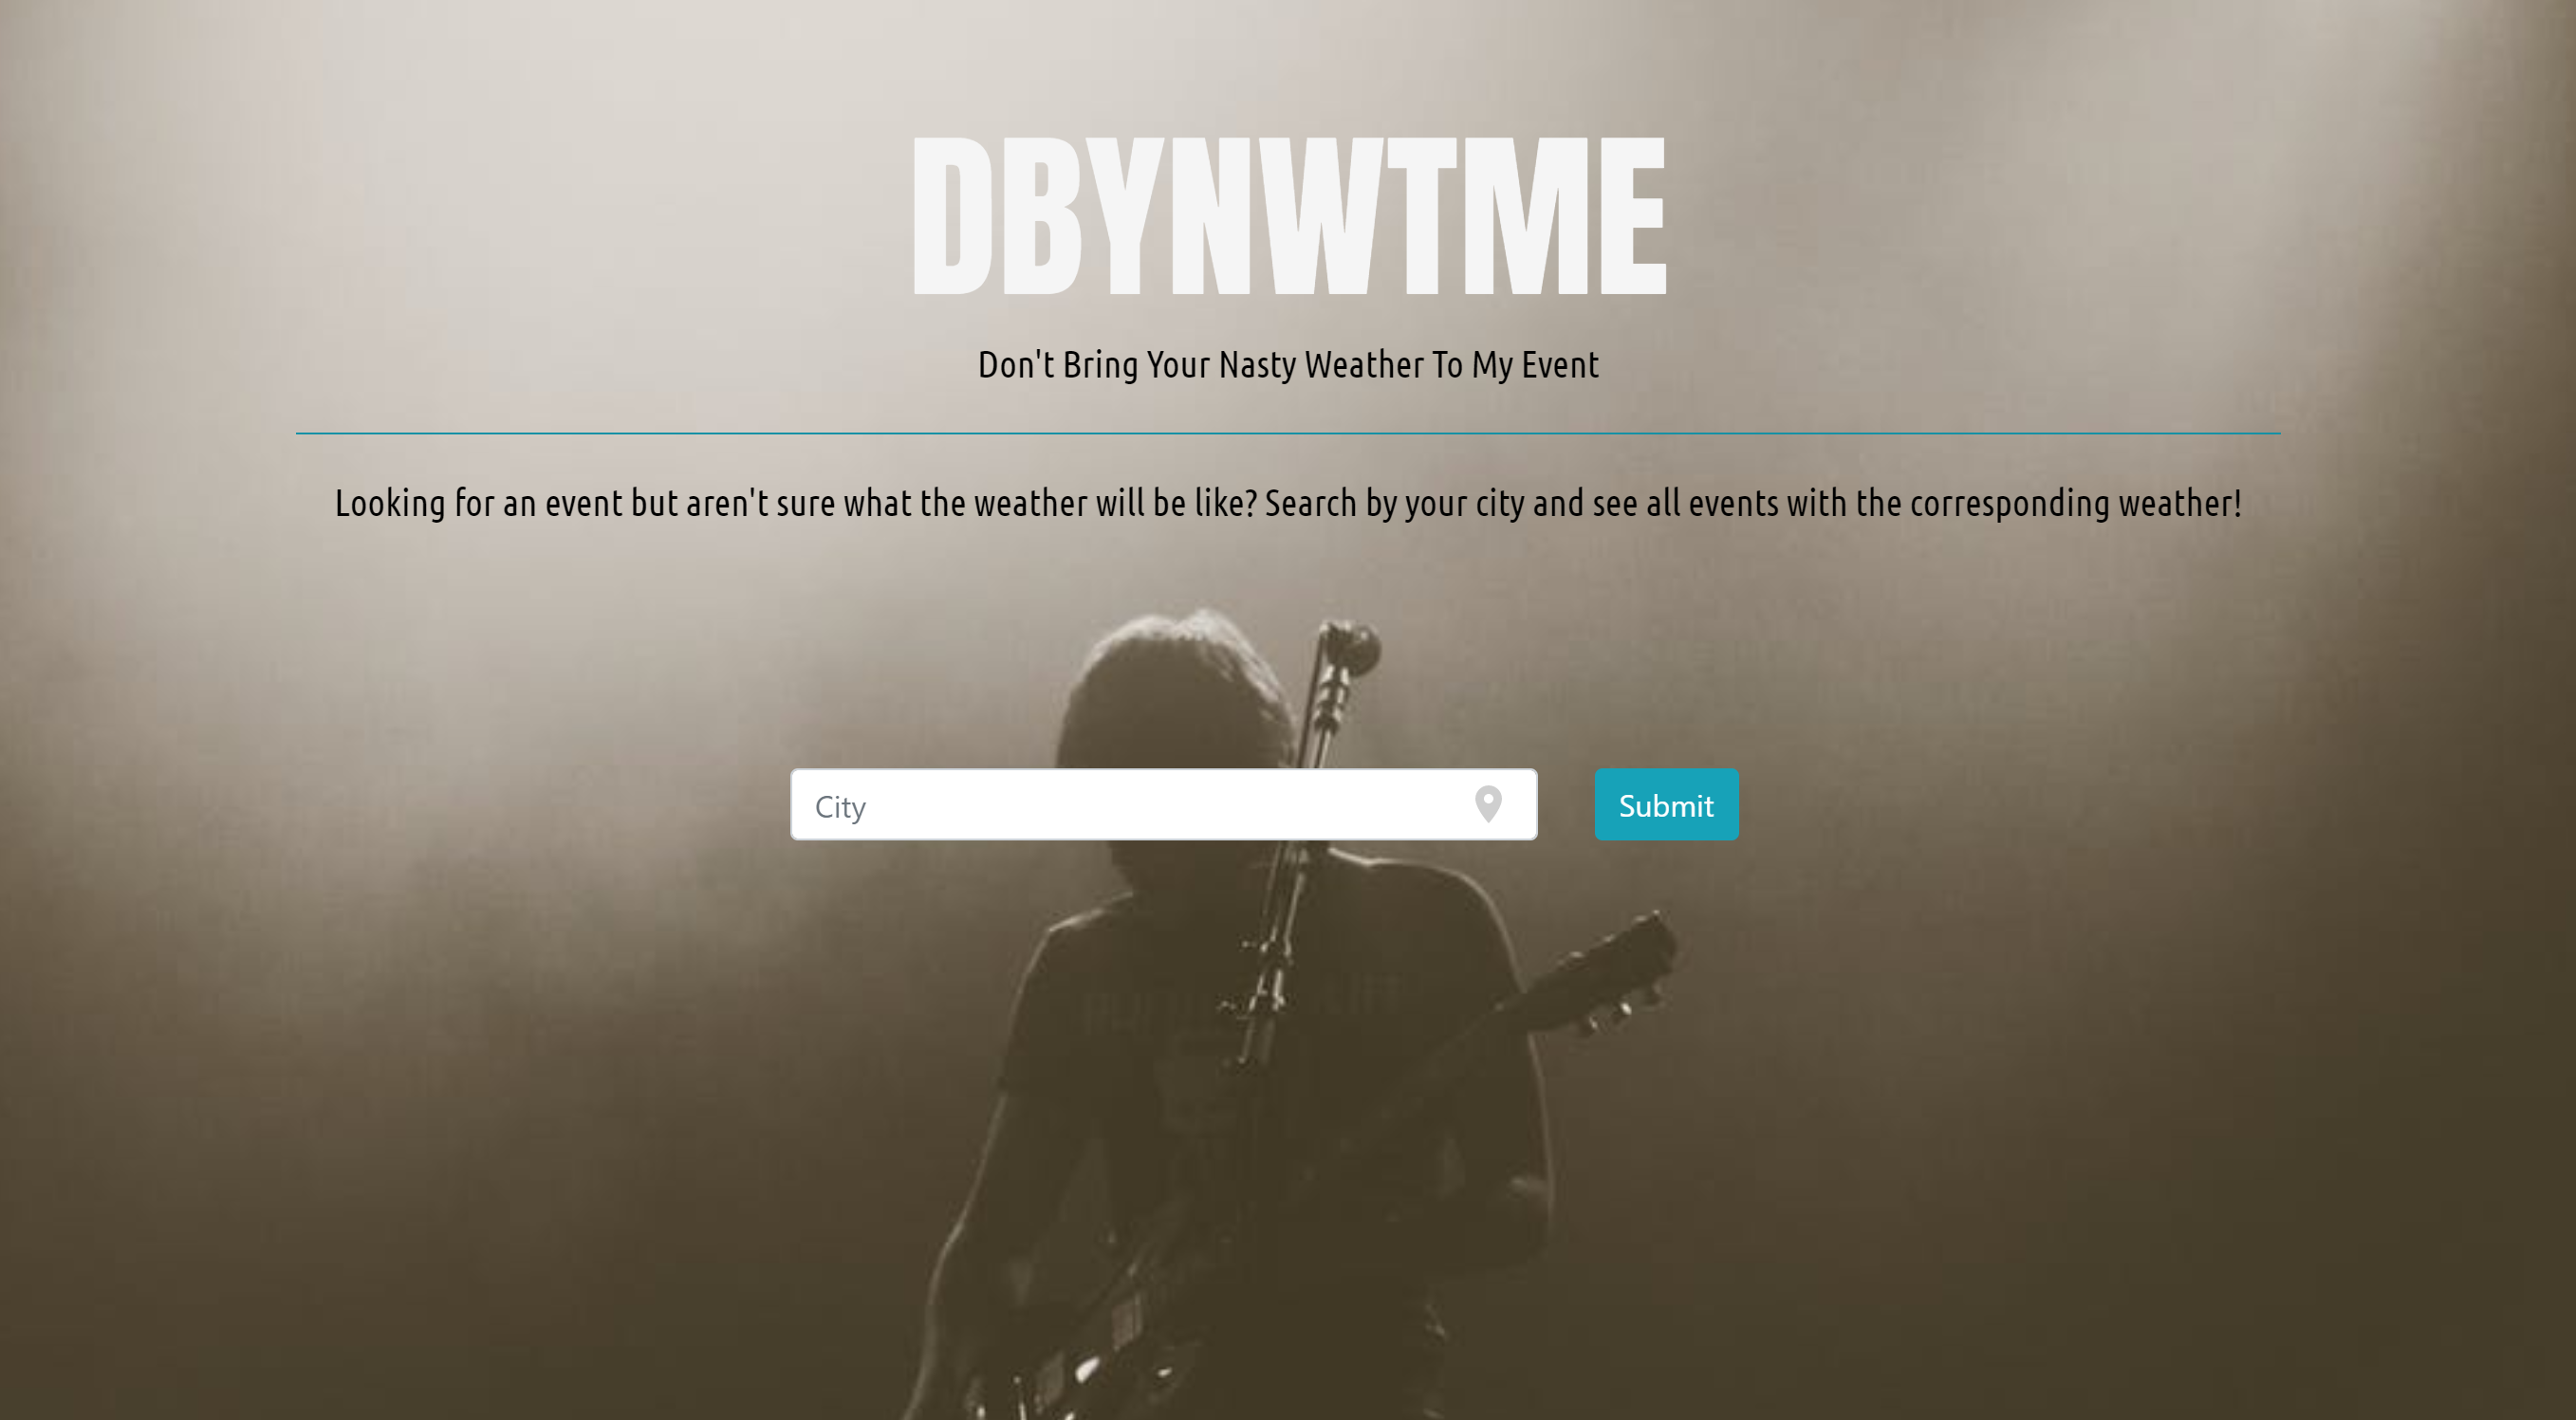 DBYNWTME
Don't Bring Your Nasty Weather To My Event
Looking for an event but aren't sure what the weather will be like? Search by your city and see all events with the corresponding weather!
City
Submit